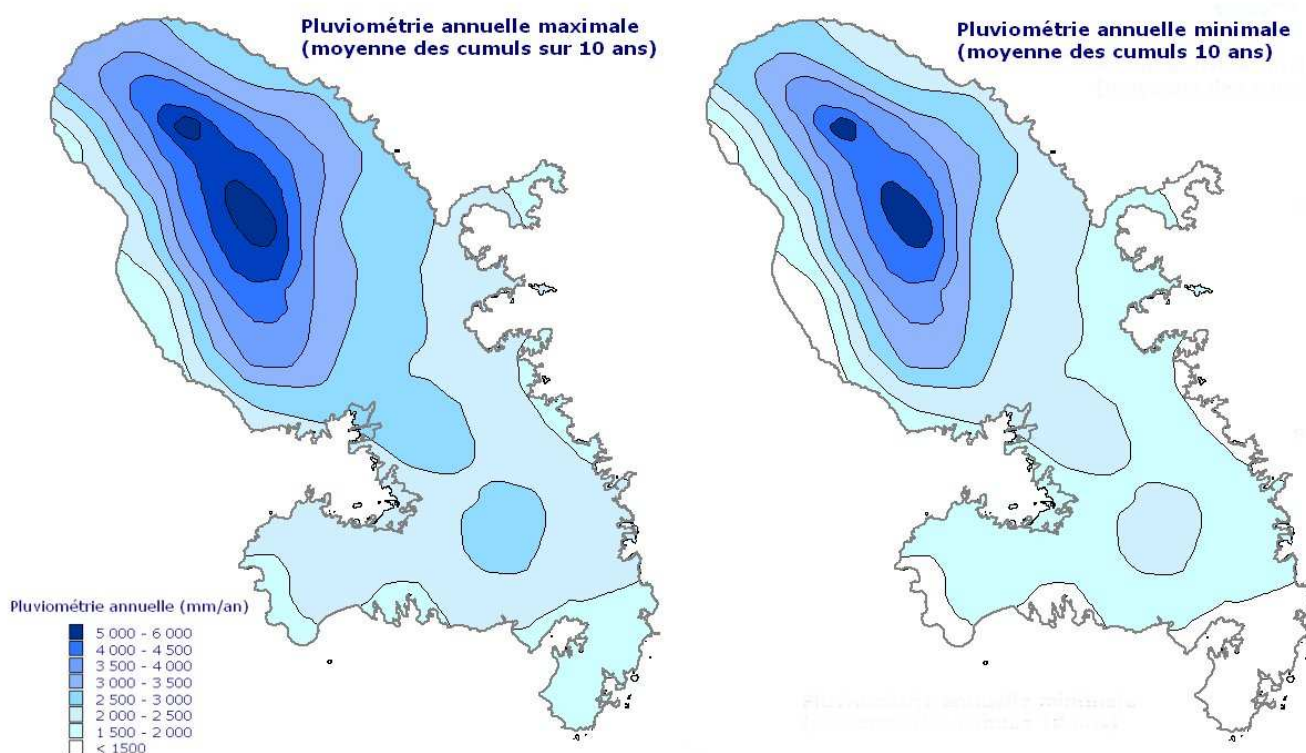 Pluviométrie annuelle maximale
(moyenne des cumuls sur 10 ans)
Pluviométrie annuelle minimale
(moyenne des cumuls 10 ans)
Pluviométrie annuelle (mm/an)
5 000 - 6 000
4 000 - 4 500
3 500 - 4 000
3 000 - 3 500
2 500 - 3 000
2 000 - 2 500
1 500 - 2 000
< 1500